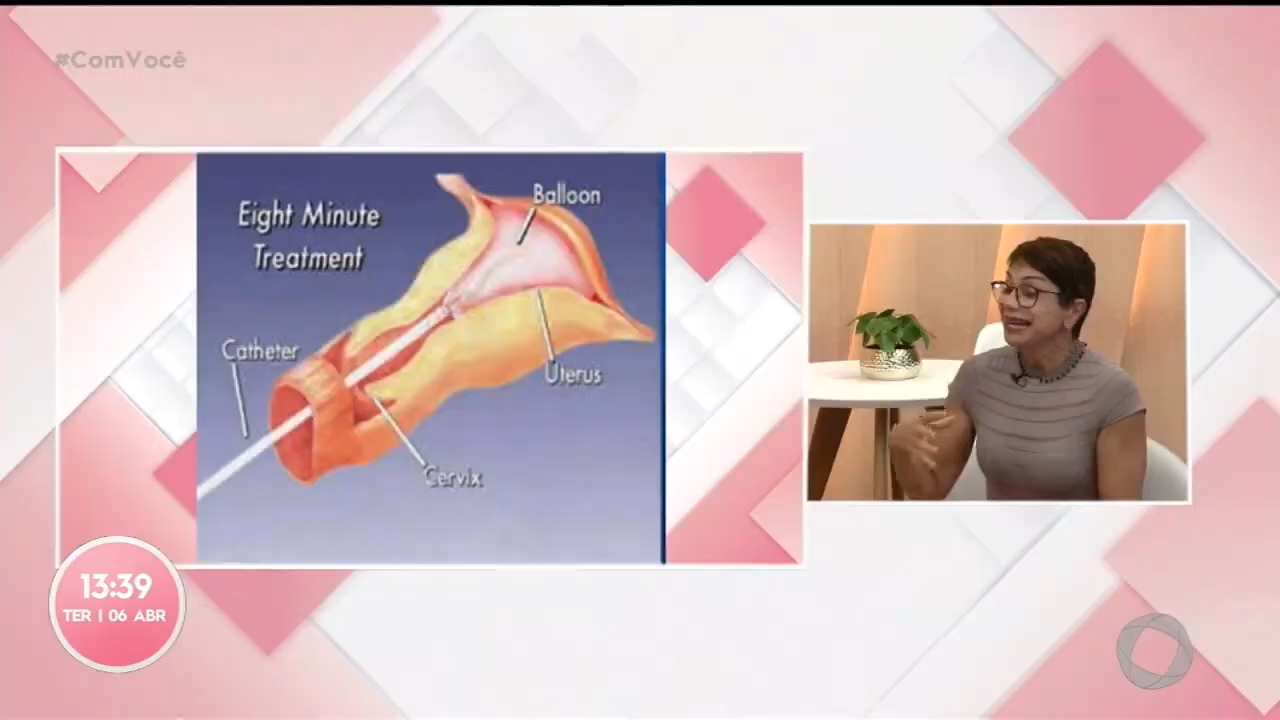 #ComVocê
Eight Minute
Treatment
Balloon
Catheter
Uterus
Cervix
13:39
TER | 06 ABR